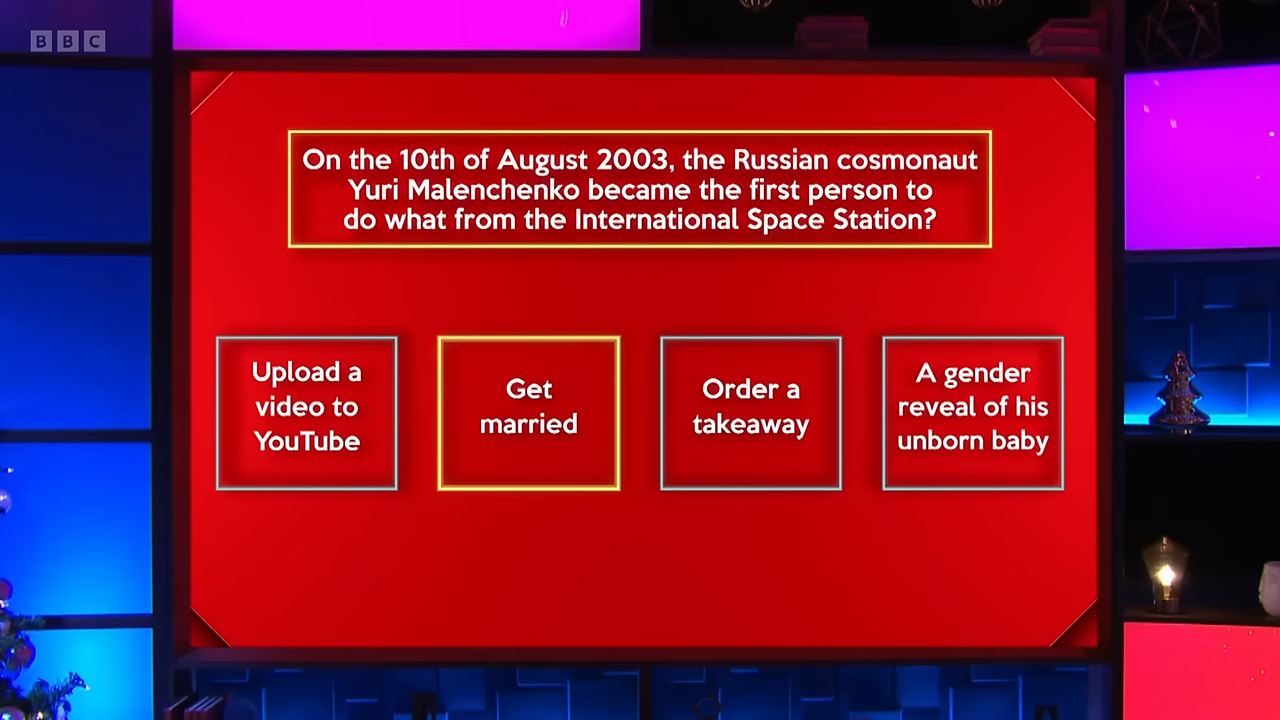 BBC
On the 10th of August 2003, the Russian cosmonaut
Yuri Malenchenko became the first person to
do what from the International Space Station?
Upload a
video to
YouTube
Get
married
Order a
takeaway
A gender
reveal of his
unborn baby